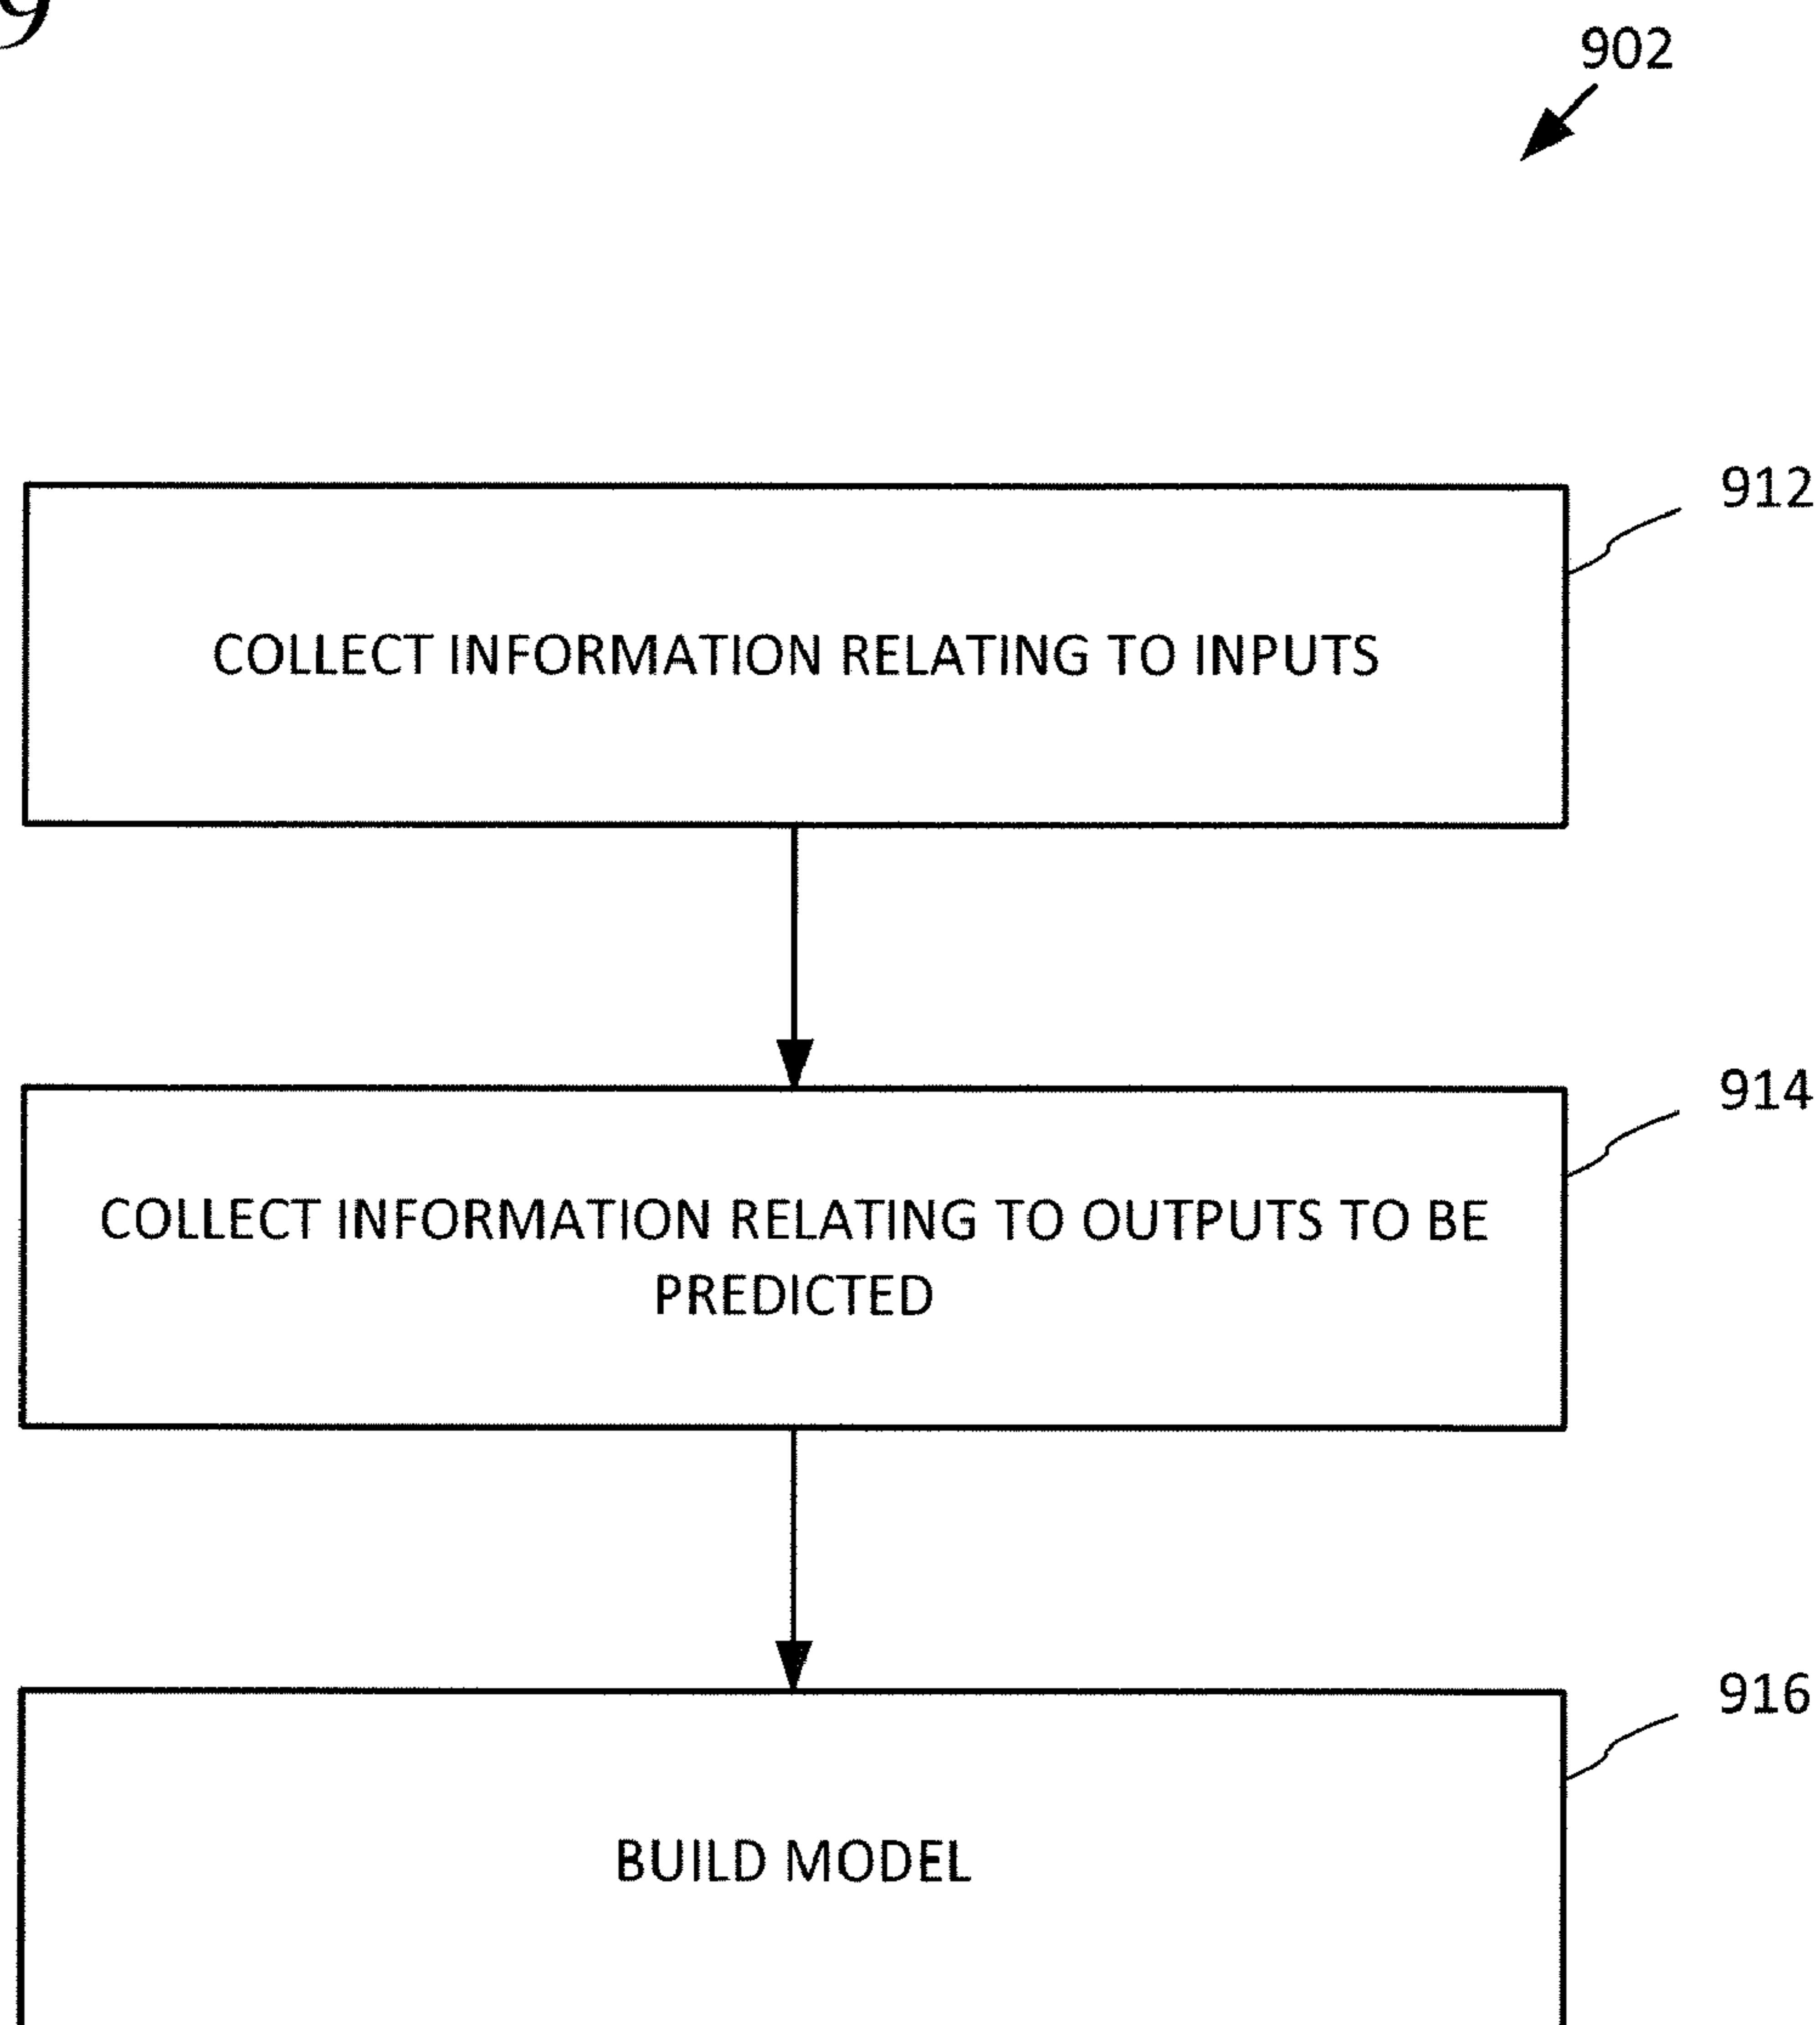 9
902
912
COLLECT INFORMATION RELATING TO INPUTS
914
COLLECT INFORMATION RELATING TO OUTPUTS TO BE
PREDICTED
916
BUILD MODEL